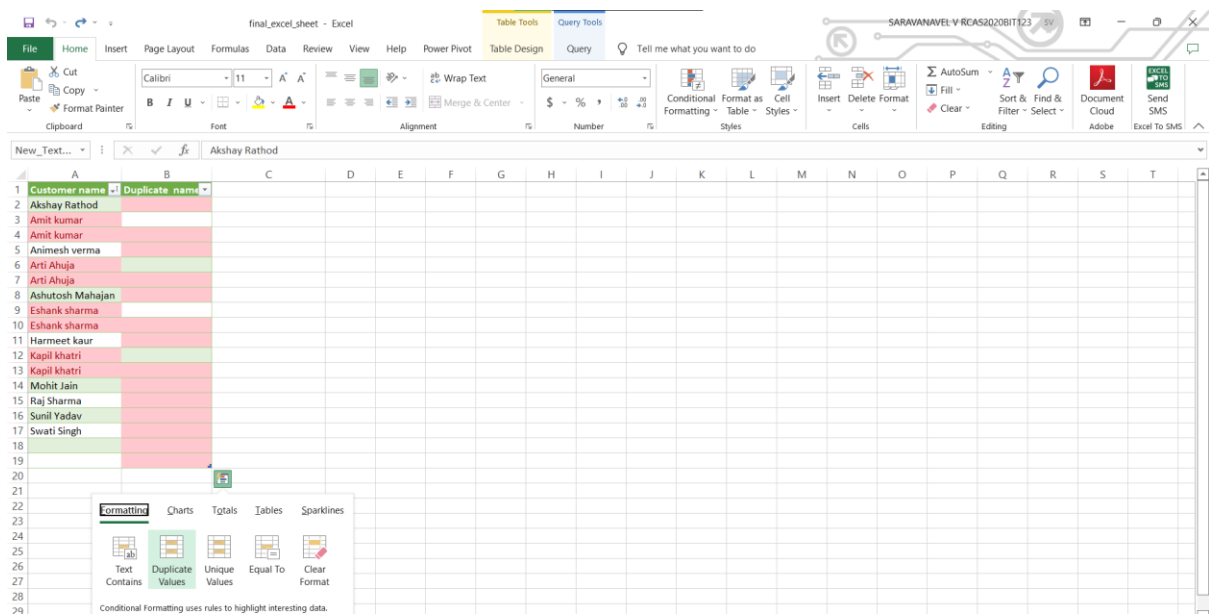 final_excel_sheet - Excel
Table Tools
Query Tools
SARAVANAVEL V RCAS2020BIT123
SV
File
Home
Insert
Page Layout
Formulas
Data
Review
View
Help
Power Pivot
Table Design
Query
Tell me what you want to do
Paste
Cut
Copy
Format Painter
Clipboard
Calibri
11
B I U
Font
Wrap Text
Merge & Center
Alignment
General
$ % ,
Number
Conditional Formatting
Format as Table
Cell Styles
Styles
Insert
Delete
Format
Cells
AutoSum
Fill
Clear
Sort & Filter
Find & Select
Editing
Document Cloud
Adobe
EXCEL TO SMS
Send SMS
Excel To SMS
New_Text...
fx
Akshay Rathod
A B C D E F G H I J K L M N O P Q R S T
1 Customer name Duplicate name
2 Akshay Rathod
3 Amit kumar
4 Amit kumar
5 Animesh verma
6 Arti Ahuja
7 Arti Ahuja
8 Ashutosh Mahajan
9 Eshank sharma
10 Eshank sharma
11 Harmeet kaur
12 Kapil khatri
13 Kapil khatri
14 Mohit Jain
15 Raj Sharma
16 Sunil Yadav
17 Swati Singh
18
19
20
21
22
23
24
25
26
27
28
29
Formatting Charts Totals Tables Sparklines
Text Contains
Duplicate Values
Unique Values
Equal To
Clear Format
Conditional Formatting uses rules to highlight interesting data.